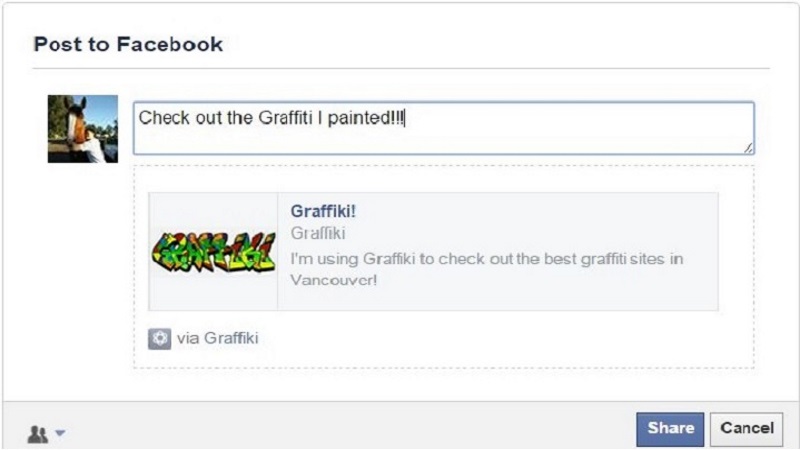 Post to Facebook
Check out the Graffiti I painted!!!
GRAFFIKI
Graffiki!
Graffiki
I'm using Graffiki to check out the best graffiti sites in
Vancouver!
via Graffiki
Share
Cancel